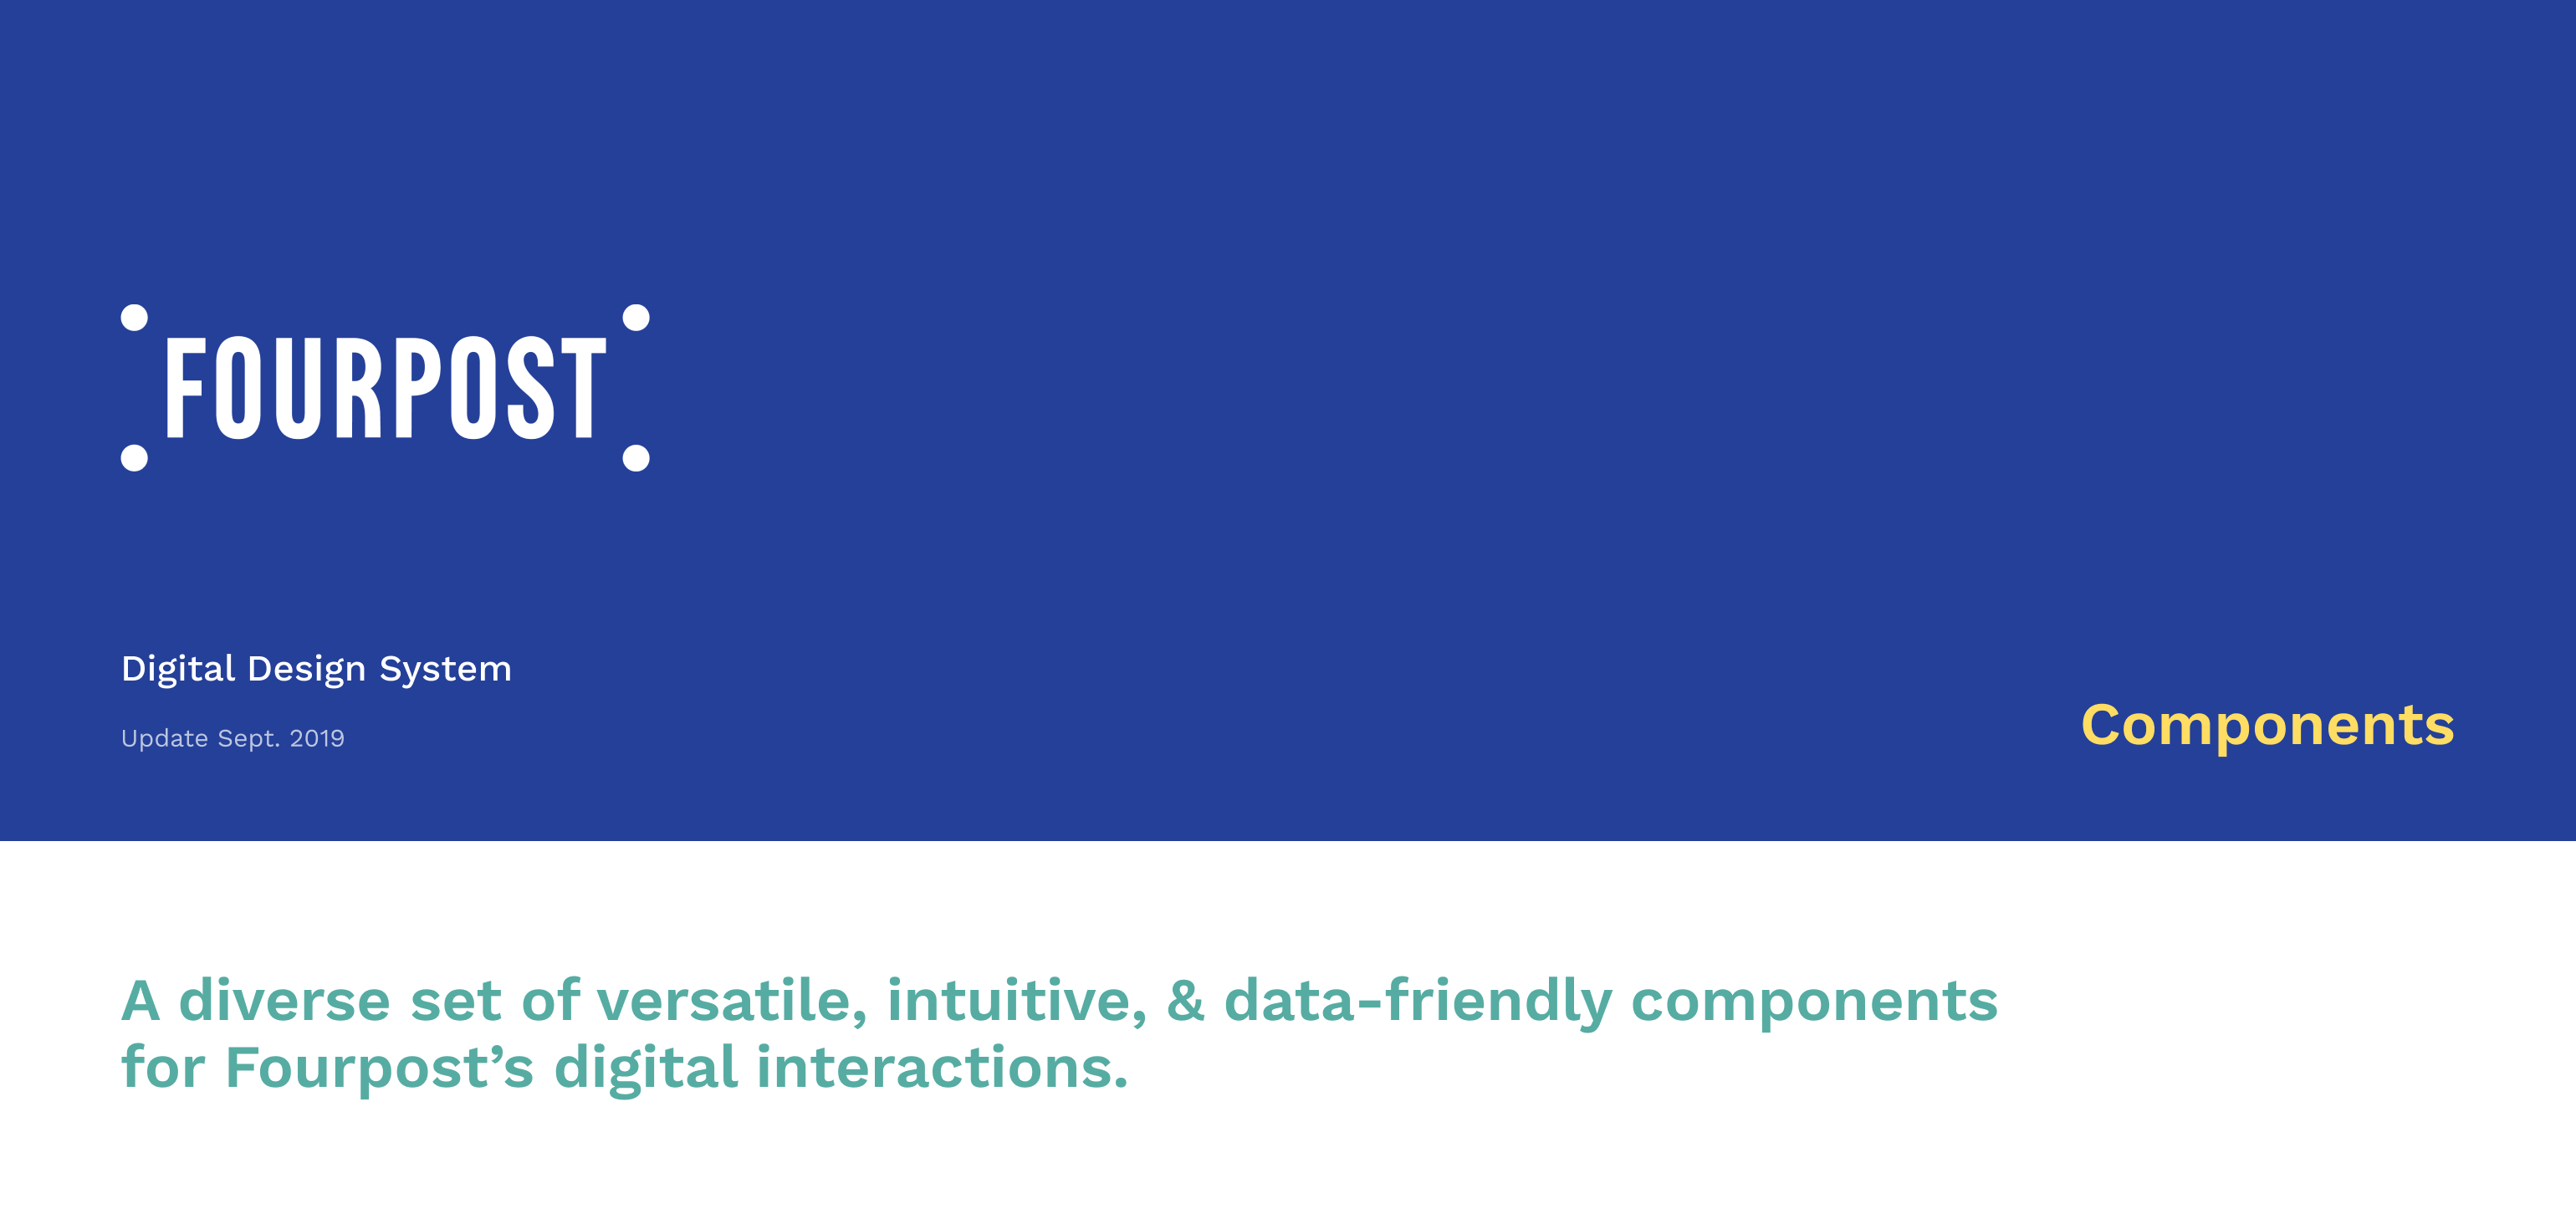 FOURPOST
Digital Design System
Update Sept. 2019
Components
A diverse set of versatile, intuitive, & data-friendly components
for Fourpost’s digital interactions.